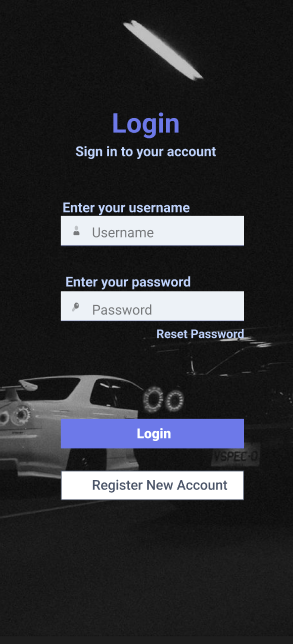 Login
Sign in to your account
Enter your username
Username
Enter your password
Password
Reset Password
Login
VSPEC-D
Register New Account